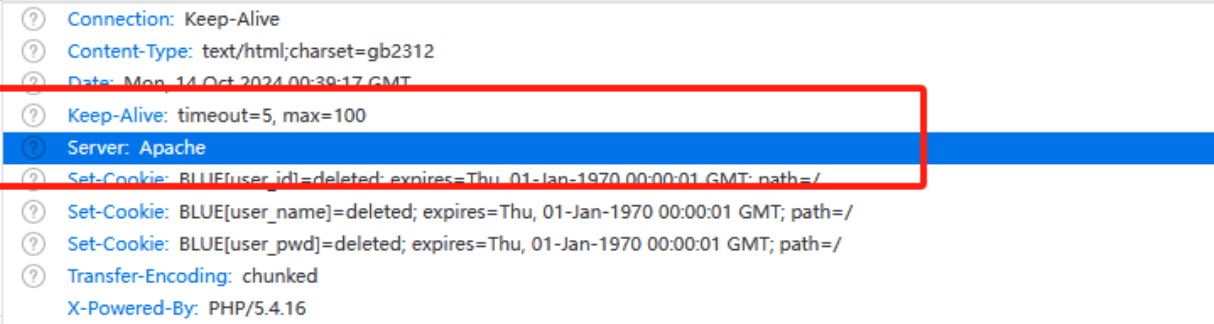 Connection: Keep-Alive
Content-Type: text/html;charset=gb2312
Date: Mon, 14 Oct 2024 00:39:17 GMT
Keep-Alive: timeout=5, max=100
Server: Apache
Set-Cookie: BLUE[user_id]=deleted; expires=Thu, 01-Jan-1970 00:00:01 GMT; path=/
Set-Cookie: BLUE[user_name]=deleted; expires=Thu, 01-Jan-1970 00:00:01 GMT; path=/
Set-Cookie: BLUE[user_pwd]=deleted; expires=Thu, 01-Jan-1970 00:00:01 GMT; path=/
Transfer-Encoding: chunked
X-Powered-By: PHP/5.4.16